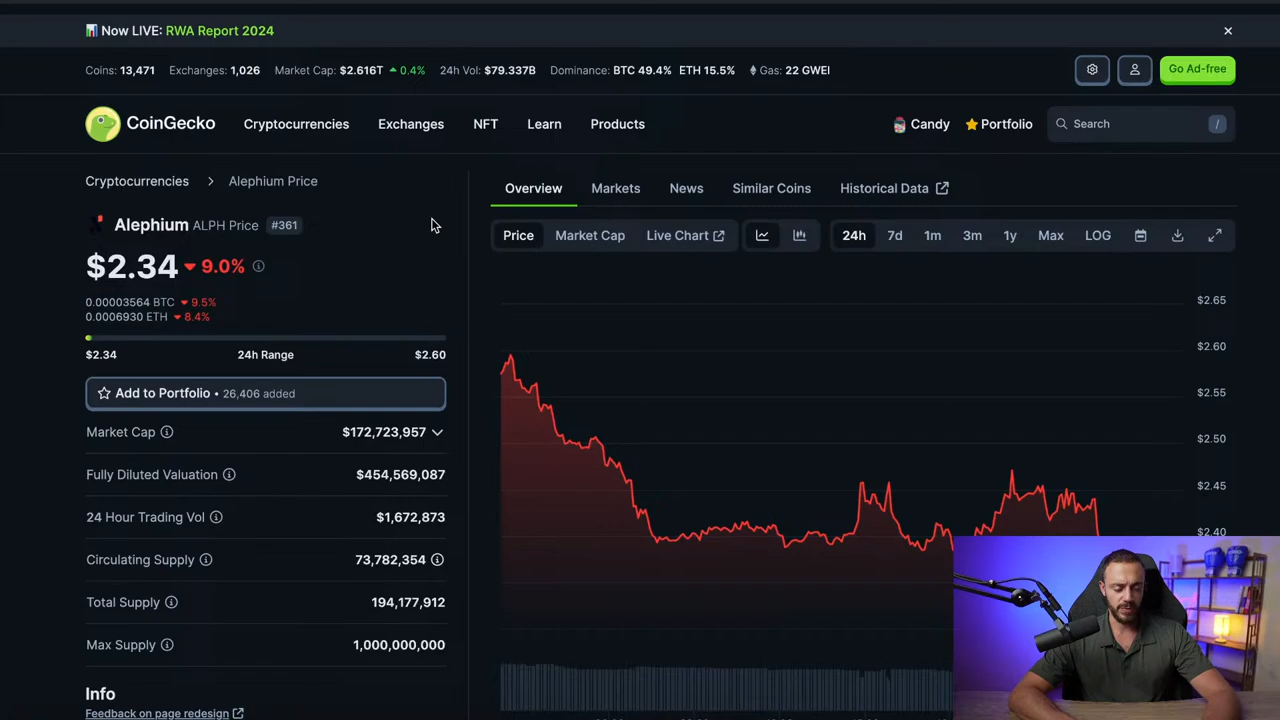 Now LIVE: RWA Report 2024
Coins: 13,471 Exchanges: 1,026 Market Cap: $2.616T 0.4% 24h Vol: $79.337B Dominance: BTC 49.4% ETH 15.5% Gas: 22 GWEI
Go Ad-free
CoinGecko Cryptocurrencies Exchanges NFT Learn Products Candy Portfolio Search /
Cryptocurrencies > Alephium Price
Alephium ALPH Price #361
$2.34 9.0%
0.00003564 BTC 9.5%
0.0006930 ETH 8.4%
$2.34 24h Range $2.60
Add to Portfolio • 26,406 added
Market Cap $172,723,957
Fully Diluted Valuation $454,569,087
24 Hour Trading Vol $1,672,873
Circulating Supply 73,782,354
Total Supply 194,177,912
Max Supply 1,000,000,000
Info
Feedback on page redesign
Overview Markets News Similar Coins Historical Data
Price Market Cap Live Chart 24h 7d 1m 3m 1y Max LOG
$2.65
$2.60
$2.55
$2.50
$2.45
$2.40